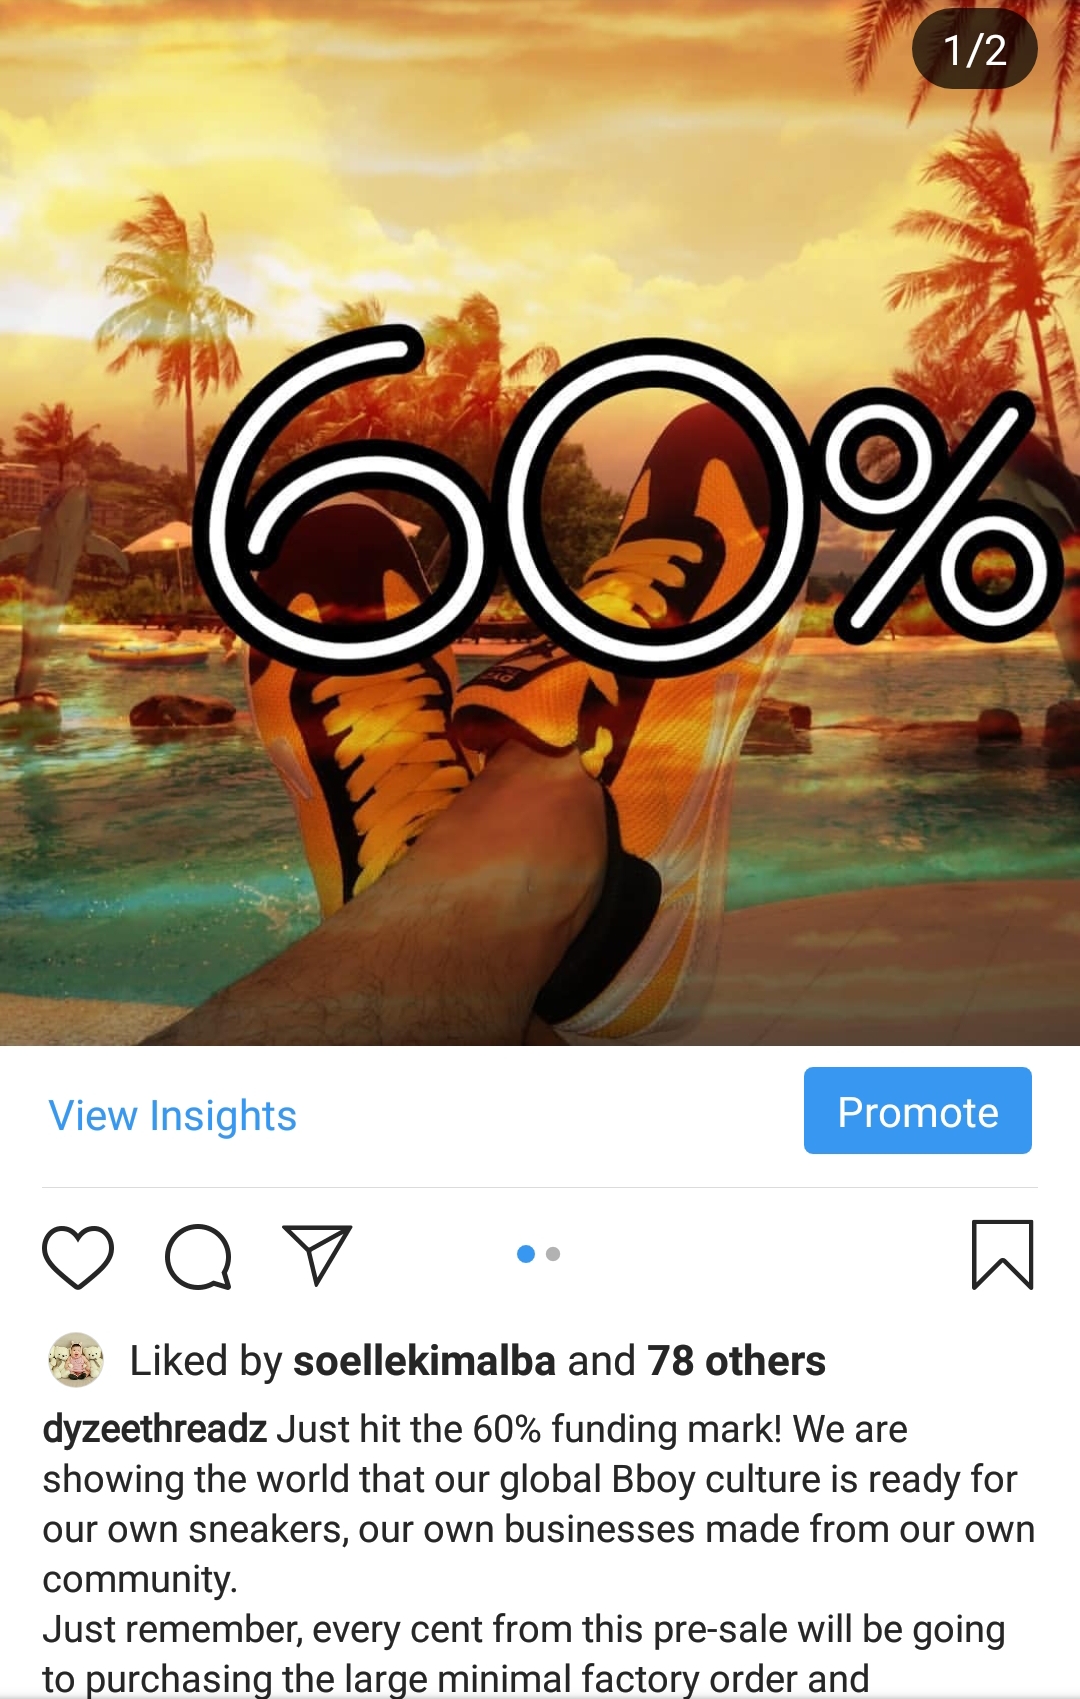 1/2
60%
View Insights
Promote
Liked by soellekimalba and 78 others
dyzeethreadz Just hit the 60% funding mark! We are
showing the world that our global Bboy culture is ready for
our own sneakers, our own businesses made from our own
community.
Just remember, every cent from this pre-sale will be going
to purchasing the large minimal factory order and